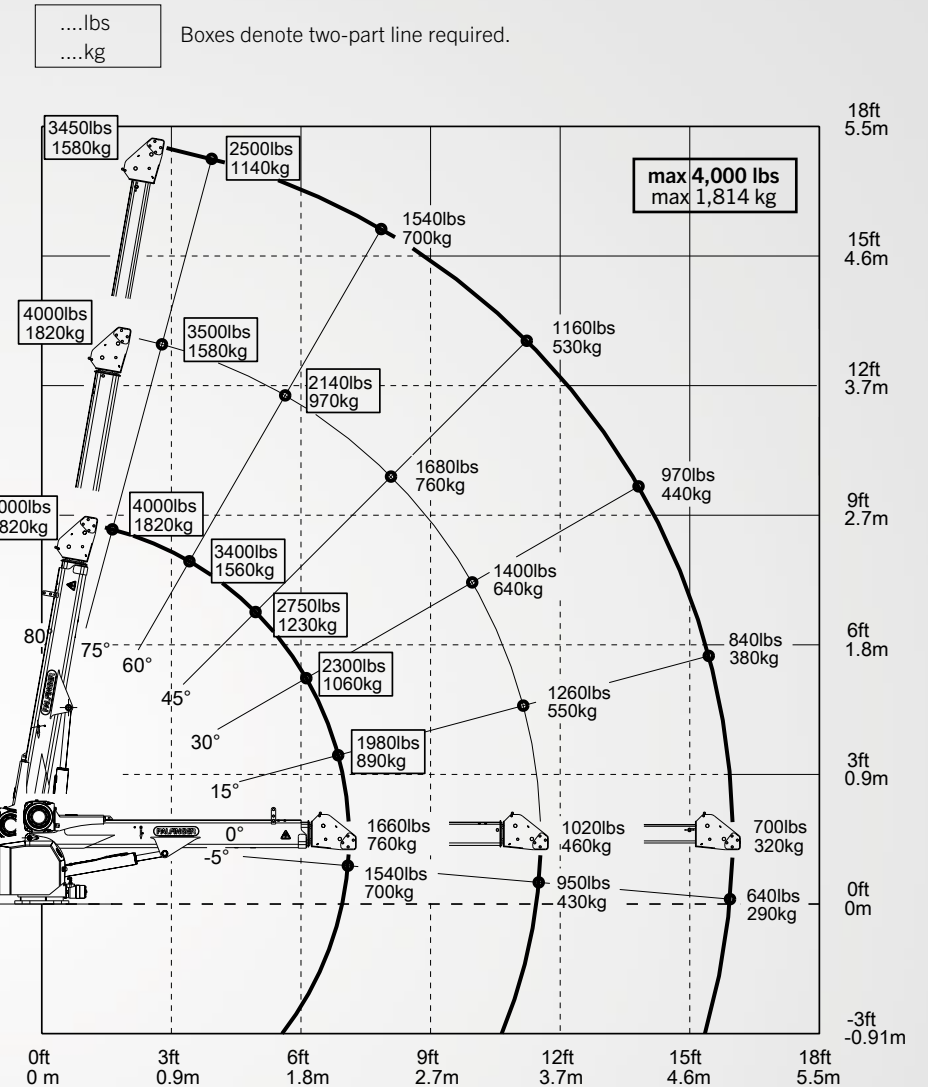 ....lbs
....kg
Boxes denote two-part line required.
18ft
5.5m
3450lbs
1580kg
2500lbs
1140kg
max 4,000 lbs
max 1,814 kg
1540lbs
700kg
15ft
4.6m
4000lbs
1820kg
3500lbs
1580kg
1160lbs
530kg
12ft
3.7m
2140lbs
970kg
1680lbs
760kg
970lbs
440kg
9ft
2.7m
000lbs
820kg
4000lbs
1820kg
3400lbs
1560kg
1400lbs
640kg
2750lbs
1230kg
6ft
1.8m
80°
75°
60°
45°
30°
15°
840lbs
380kg
2300lbs
1060kg
1260lbs
550kg
1980lbs
890kg
3ft
0.9m
PALFINGER
PALFINGER
0°
-5°
1660lbs
760kg
1020lbs
460kg
700lbs
320kg
1540lbs
700kg
950lbs
430kg
640lbs
290kg
0ft
0m
-3ft
-0.91m
0ft
0 m
3ft
0.9m
6ft
1.8m
9ft
2.7m
12ft
3.7m
15ft
4.6m
18ft
5.5m